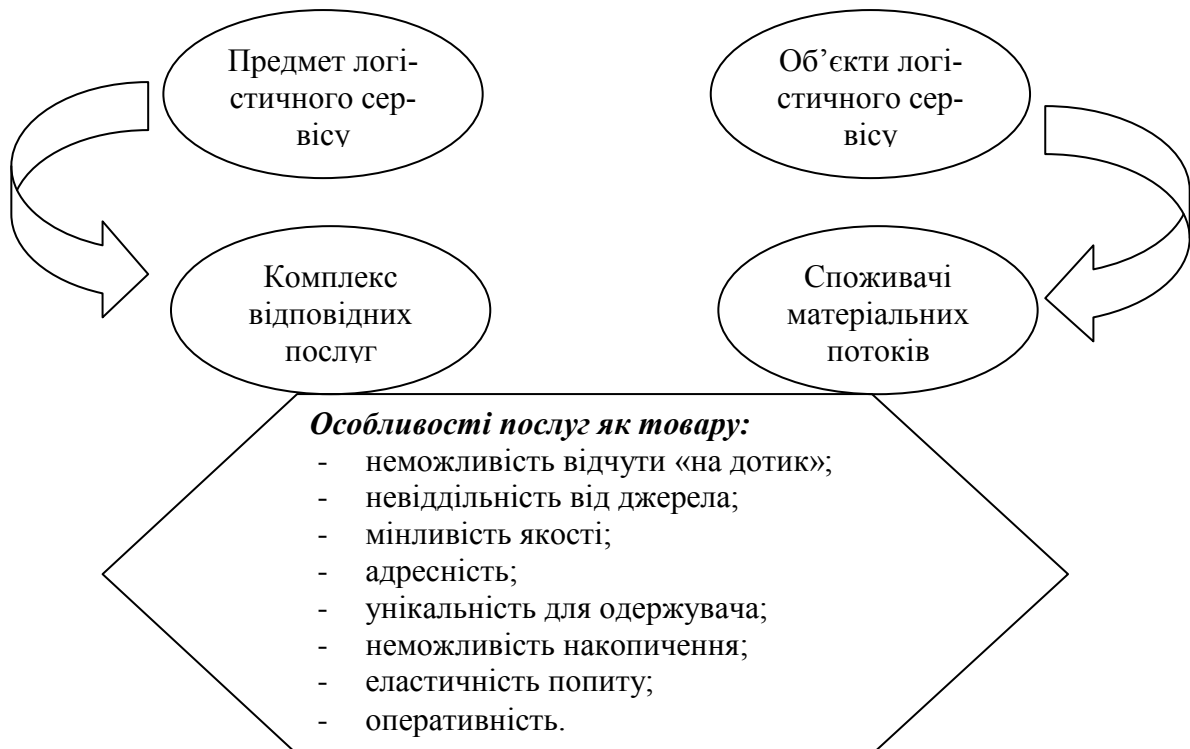 Предмет логі-
стичного сер-
вісу
Об’єкти логі-
стичного сер-
вісу
Комплекс
відповідних
послуг
Споживачі
матеріальних
потоків
Особливості послуг як товару:
- неможливість відчути «на дотик»;
- невіддільність від джерела;
- мінливість якості;
- адресність;
- унікальність для одержувача;
- неможливість накопичення;
- еластичність попиту;
- оперативність.